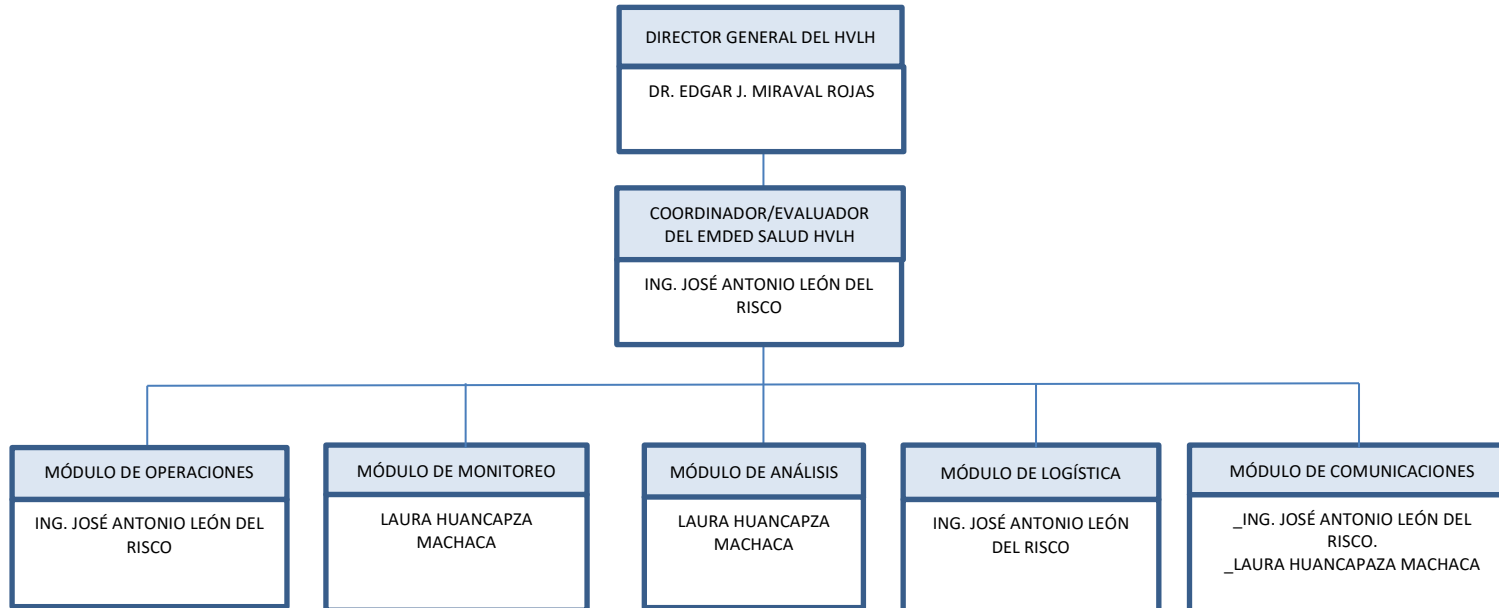 DIRECTOR GENERAL DEL HVLH
DR. EDGAR J. MIRAVAL ROJAS
COORDINADOR/EVALUADOR
DEL EMDED SALUD HVLH
ING. JOSÉ ANTONIO LEÓN DEL
RISCO
MÓDULO DE OPERACIONES
ING. JOSÉ ANTONIO LEÓN DEL
RISCO
MÓDULO DE MONITOREO
LAURA HUANCAPZA
MACHACA
MÓDULO DE ANÁLISIS
LAURA HUANCAPZA
MACHACA
MÓDULO DE LOGÍSTICA
ING. JOSÉ ANTONIO LEÓN
DEL RISCO
MÓDULO DE COMUNICACIONES
_ING. JOSÉ ANTONIO LEÓN DEL
RISCO.
_LAURA HUANCAPAZA MACHACA